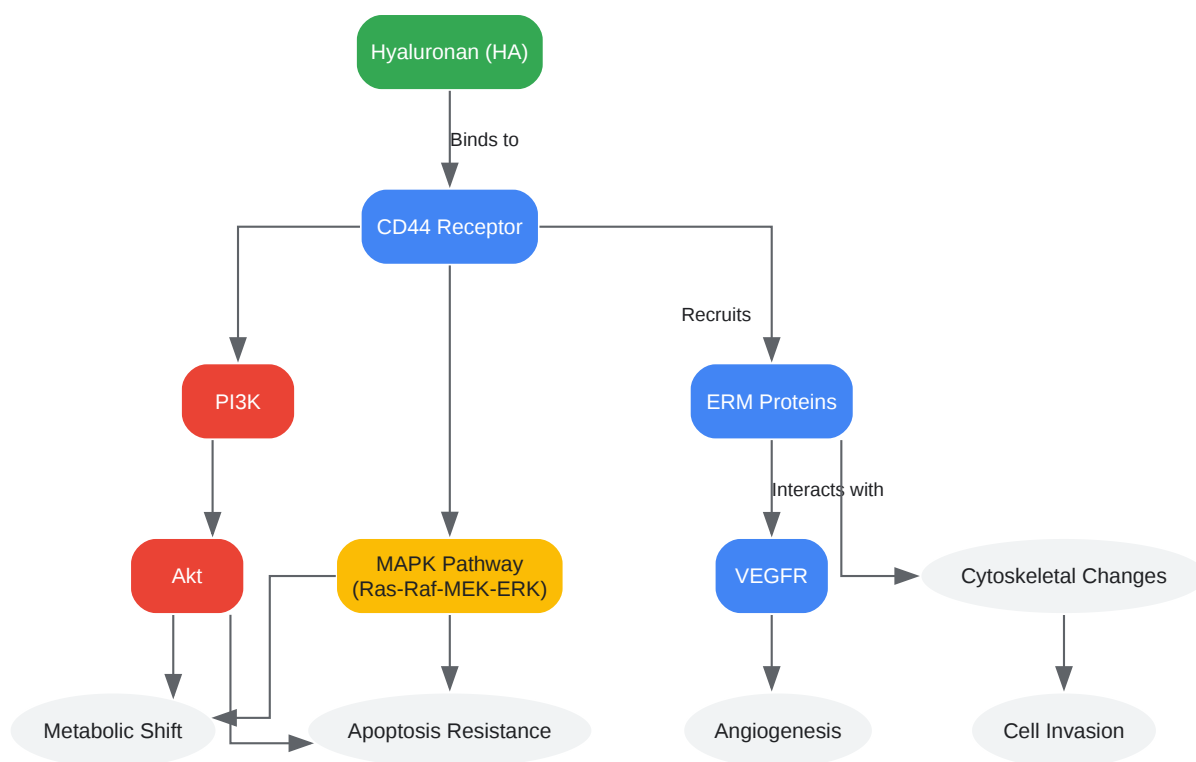 Hyaluronan (HA)
Binds to
CD44 Receptor
Recruits
PI3K
ERM Proteins
Interacts with
Akt
MAPK Pathway
(Ras-Raf-MEK-ERK)
VEGFR
Cytoskeletal Changes
Metabolic Shift
Apoptosis Resistance
Angiogenesis
Cell Invasion